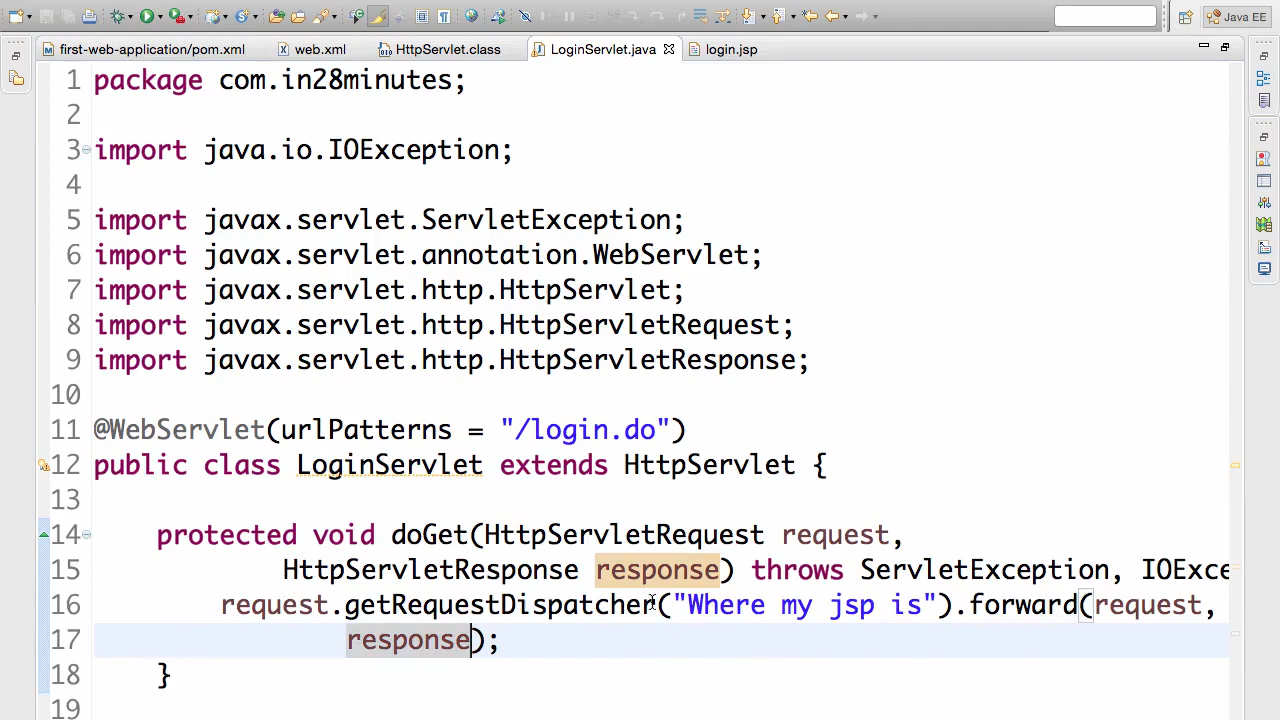 Java EE
first-web-application/pom.xml
web.xml
HttpServlet.class
LoginServlet.java
login.jsp
1 package com.in28minutes;
2
3 import java.io.IOException;
4
5 import javax.servlet.ServletException;
6 import javax.servlet.annotation.WebServlet;
7 import javax.servlet.http.HttpServlet;
8 import javax.servlet.http.HttpServletRequest;
9 import javax.servlet.http.HttpServletResponse;
10
11 @WebServlet(urlPatterns = "/login.do")
12 public class LoginServlet extends HttpServlet {
13
14 protected void doGet(HttpServletRequest request,
15 HttpServletResponse response) throws ServletException, IOExce
16 request.getRequestDispatcher("Where my jsp is").forward(request,
17 response);
18 }
19